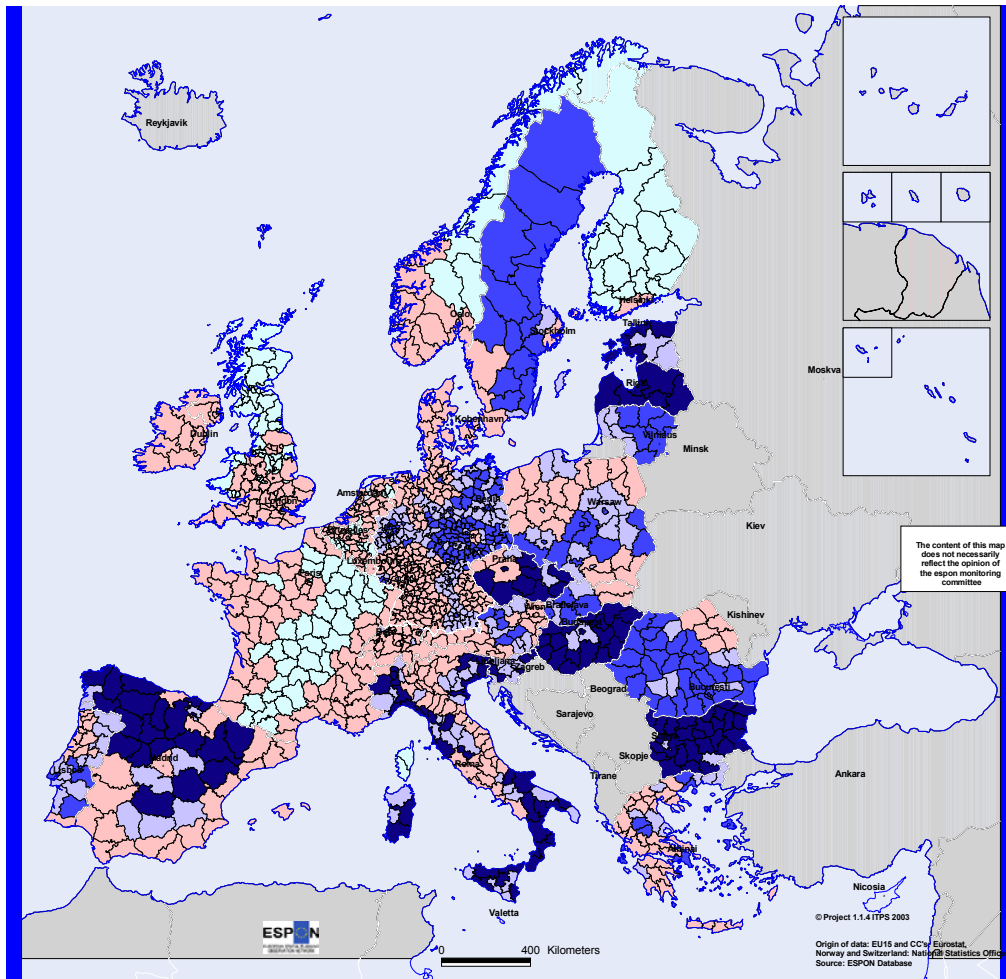 Reykjavik
Helsinki
Oslo
Stockholm
Tallinn
Moskva
Riga
København
Dublin
Vilnius
Minsk
London
Amsterdam
Berlin
Warsaw
Kiev
The content of this map
does not necessarily
reflect the opinion of
the espon monitoring
committee
Luxembourg
Praha
Paris
Wien
Bratislava
Kishinev
Budapest
Bern
Ljubljana
Zagreb
Beograd
Bucuresti
Sarajevo
Sofia
Madrid
Lisboa
Skopje
Roma
Tirane
Ankara
Athinai
Nicosia
Valetta
© Project 1.1.4 ITPS 2003
ESPON
0 400 Kilometers
Origin of data: EU15 and CC's: Eurostat,
Norway and Switzerland: National Statistics Offic
Source: ESPON Database